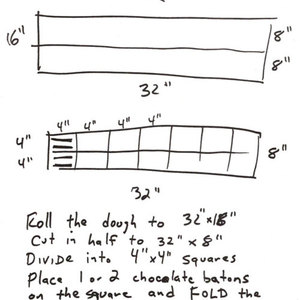 16"
8"
8"
32"
4" 4" 4" 4"
4"
4"
8"
32"
Roll the dough to 32"x16"
Cut in half to 32" x 8"
Divide into 4"x4" squares
Place 1 or 2 chocolate batons
on the square and FOLD the